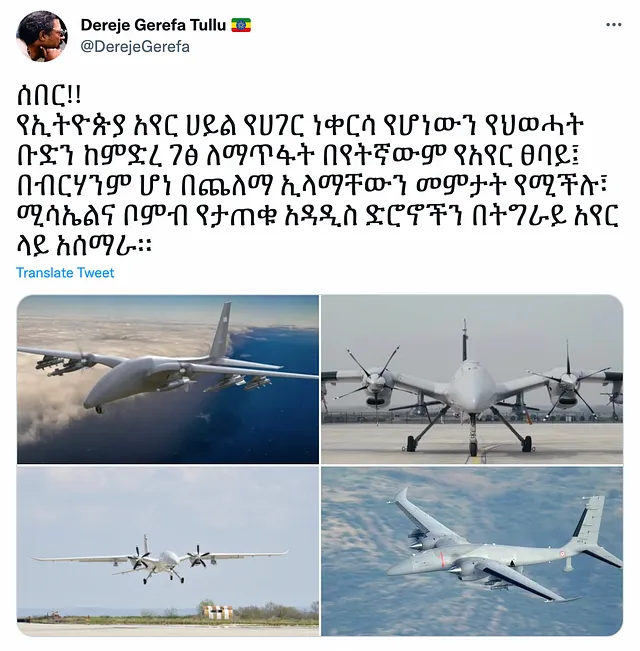 Dereje Gerefa Tullu 🇪🇹
@DerejeGerefa
ሰበር!!
የኢትዮጵያ አየር ሀይል የሀገር ነቀርሳ የሆነውን የህወሓት
ቡድን ከምድረ ገፅ ለማጥፋት በየትኛውም የአየር ፀባይ፤
በብርሃንም ሆነ በጨለማ ኢላማቸውን መምታት የሚችሉ፣
ሚሳኤልና ቦምብ የታጠቁ አዳዲስ ድሮኖችን በትግራይ አየር
ላይ አሰማራ።
Translate Tweet